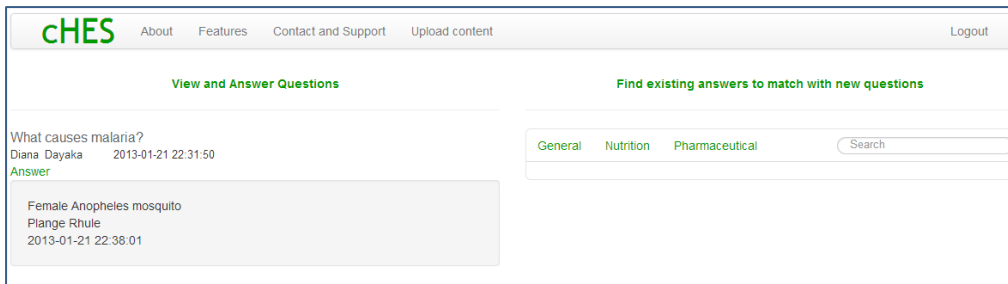 cHES About Features Contact and Support Upload content Logout
View and Answer Questions
Find existing answers to match with new questions
What causes malaria?
Diana Dayaka 2013-01-21 22:31:50
Answer
Female Anopheles mosquito
Plange Rhule
2013-01-21 22:38:01
General Nutrition Pharmaceutical Search